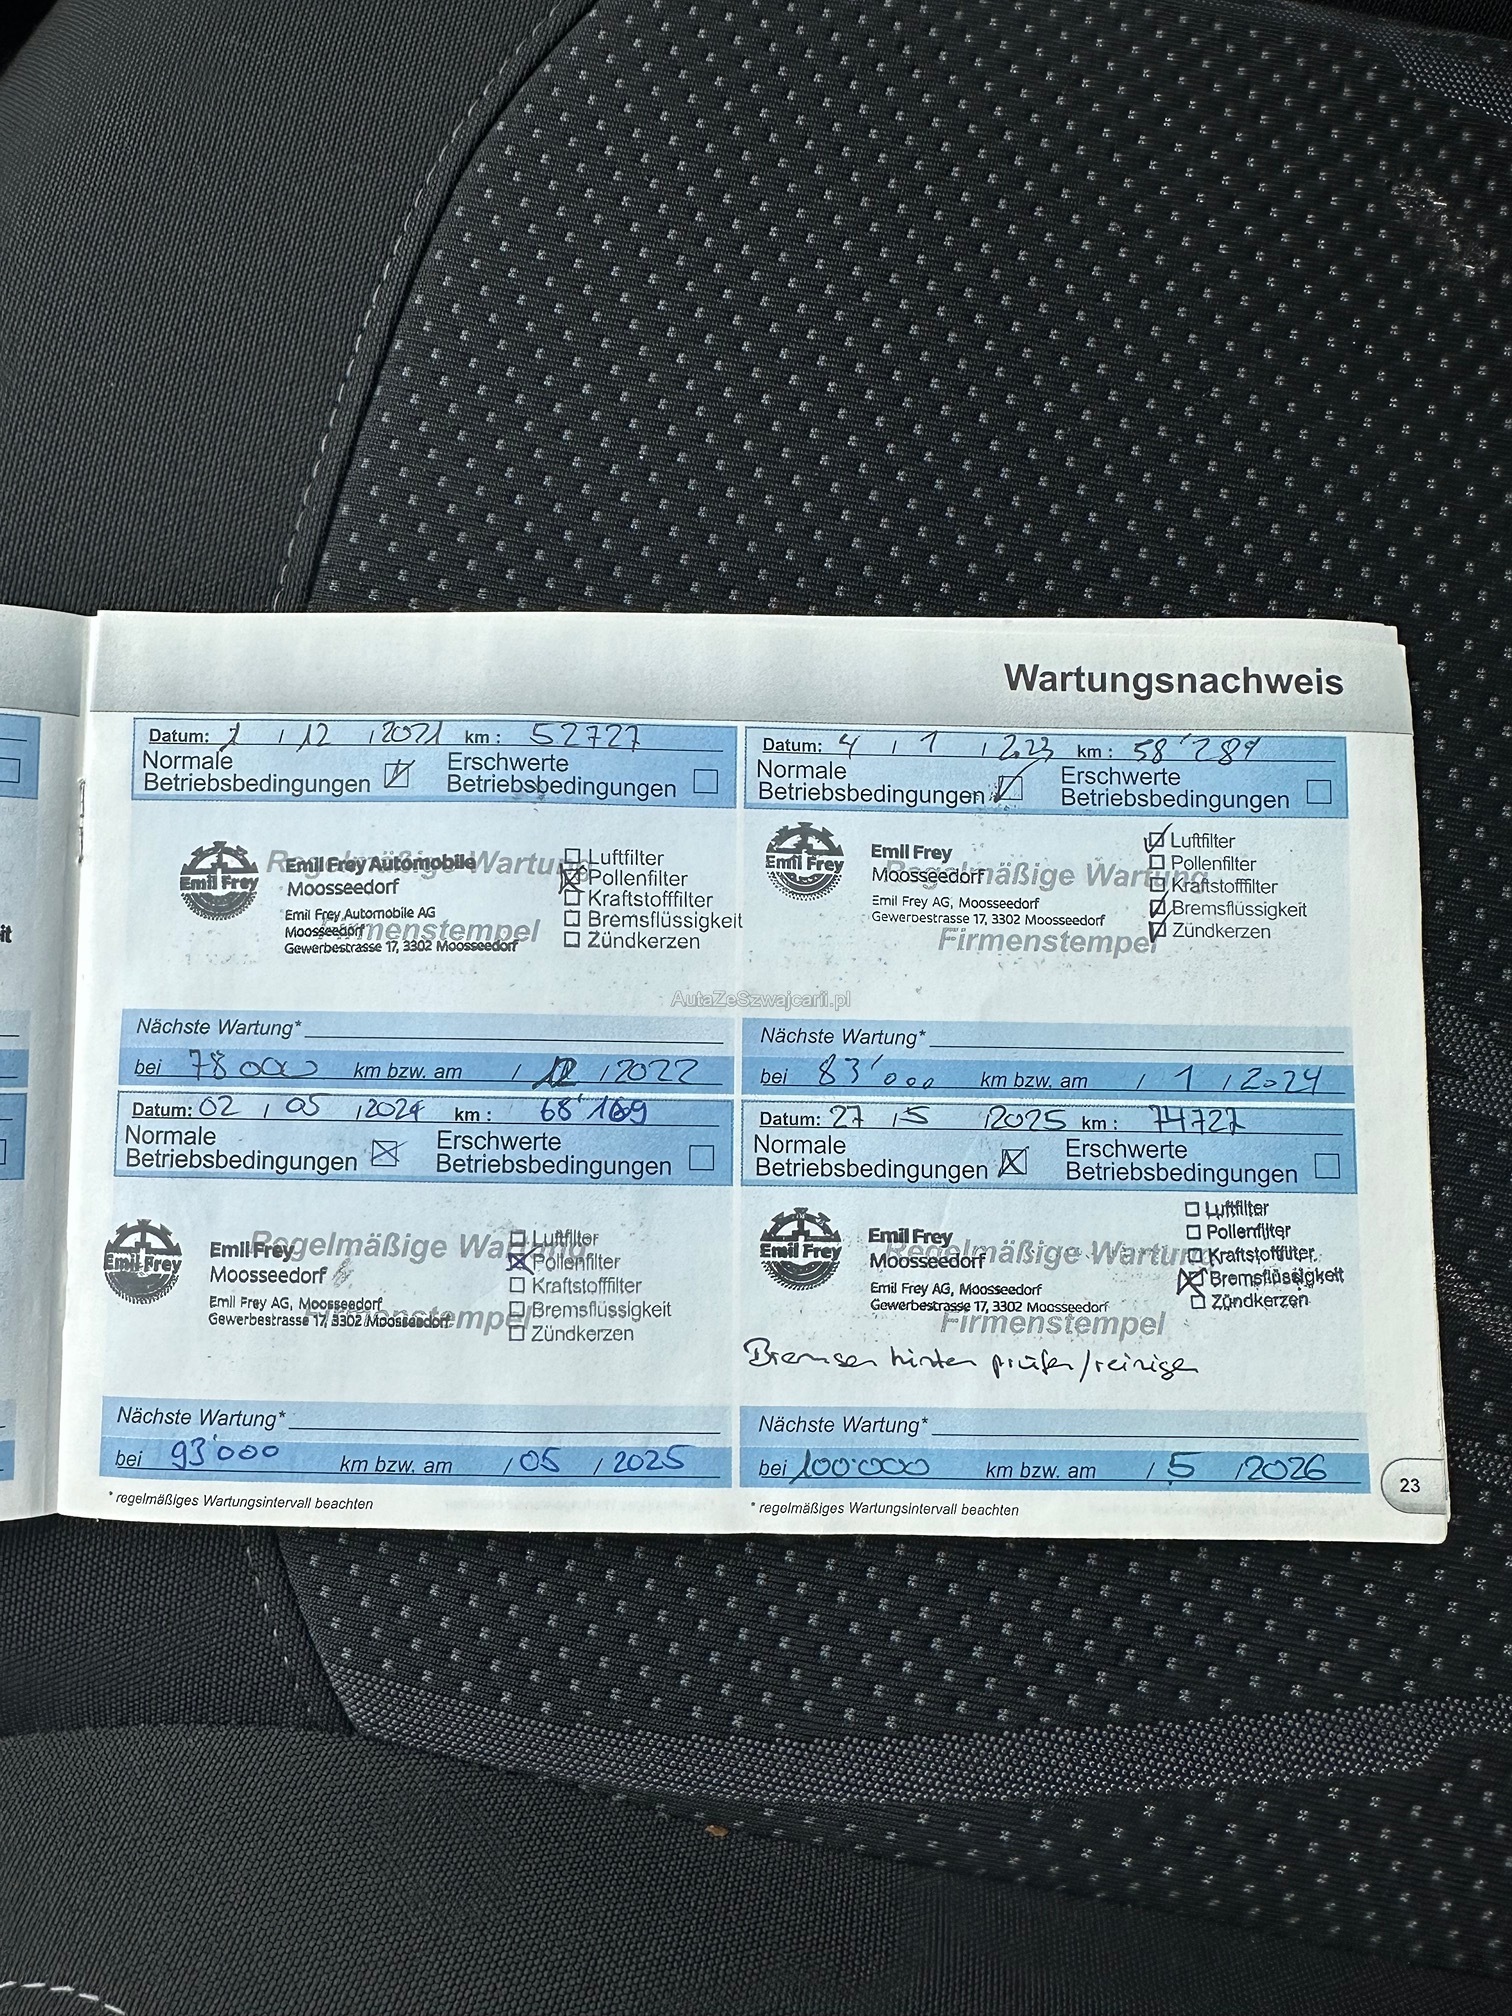 Wartungsnachweis
Datum: 1 / 12 / 2021 km: 52727
Normale
Betriebsbedingungen
Erschwerte
Betriebsbedingungen
Regelmäßige Wartung
Firmenstempel
Emil Frey
Emil Frey Automobile
Moosseedorf
Emil Frey Automobile AG
Moosseedorf
Gewerbestrasse 17, 3302 Moosseedorf
Luftfilter
Pollenfilter
Kraftstofffilter
Bremsflüssigkeit
Zündkerzen
Nächste Wartung*
bei 78000 km bzw. am / 12 / 2022
Datum: 4 / 1 / 2023 km: 58'289
Normale
Betriebsbedingungen
Erschwerte
Betriebsbedingungen
Regelmäßige Wartung
Firmenstempel
Emil Frey
Emil Frey
Moosseedorf
Emil Frey AG, Moosseedorf
Gewerbestrasse 17, 3302 Moosseedorf
Luftfilter
Pollenfilter
Kraftstofffilter
Bremsflüssigkeit
Zündkerzen
AutaZeSzwajcarii.pl
Nächste Wartung*
bei 83'000 km bzw. am / 1 / 2024
Datum: 02 / 05 / 2024 km: 68'169
Normale
Betriebsbedingungen
Erschwerte
Betriebsbedingungen
Regelmäßige Wartung
Firmenstempel
Emil Frey
Emil Frey
Moosseedorf
Emil Frey AG, Moosseedorf
Gewerbestrasse 17, 3302 Moosseedorf
Luftfilter
Pollenfilter
Kraftstofffilter
Bremsflüssigkeit
Zündkerzen
Nächste Wartung*
bei 93'000 km bzw. am / 05 / 2025
* regelmäßiges Wartungsintervall beachten
Datum: 27 / 5 / 2025 km: 74727
Normale
Betriebsbedingungen
Erschwerte
Betriebsbedingungen
Regelmäßige Wartung
Firmenstempel
Emil Frey
Emil Frey
Moosseedorf
Emil Frey AG, Moosseedorf
Gewerbestrasse 17, 3302 Moosseedorf
Luftfilter
Pollenfilter
Kraftstofffilter
Bremsflüssigkeit
Zündkerzen
Bremsen hinten prüfen/reinigen
Nächste Wartung*
bei 100'000 km bzw. am / 5 / 2026
* regelmäßiges Wartungsintervall beachten
23
it